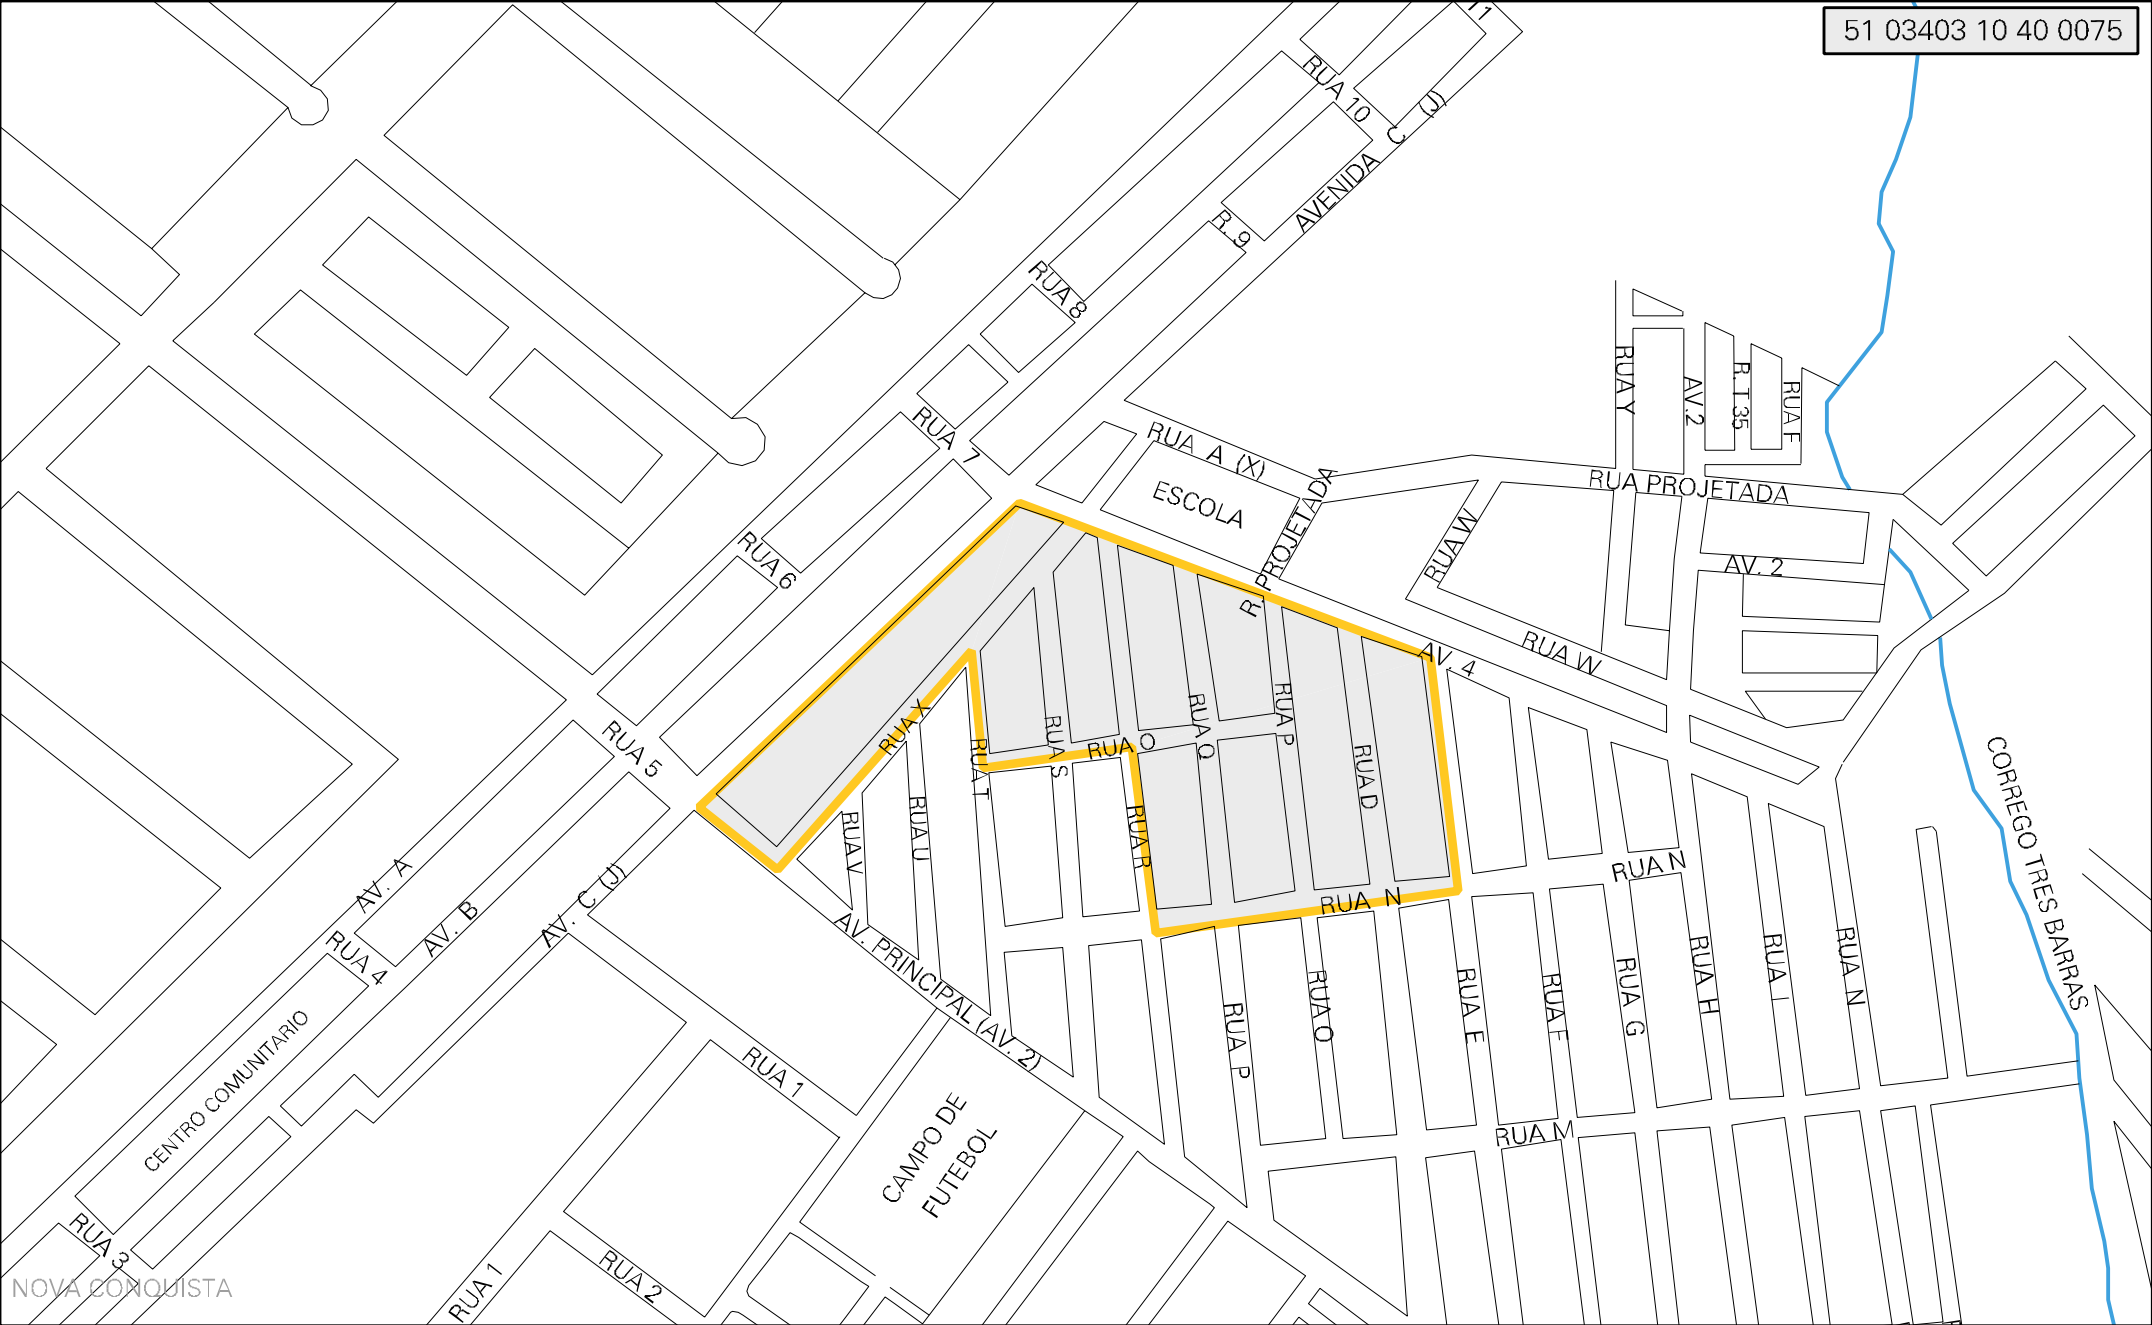 51 03403 10 40 0075
11
RUA 10
AVENIDA C (J)
R. 9
RUA 8
RUA 7
RUA A (X)
ESCOLA
R. PROJETADA
RUA Y
AV.2
R. T.35
RUA F
RUA PROJETADA
RUA W
AV. 2
RUA W
AV. 4
RUA 6
RUA 5
RUA X
RUA T
RUA S
RUA O
RUA Q
RUA P
RUA D
RUA V
RUA U
RUA R
RUA N
RUA N
AV. A
AV. B
AV. C (J)
AV. PRINCIPAL (AV. 2)
CORREGO TRES BARRAS
RUA 4
CENTRO COMUNITARIO
RUA P
RUA O
RUA E
RUA F
RUA G
RUA H
RUA I
RUA N
RUA M
RUA 1
CAMPO DE
FUTEBOL
RUA 3
RUA 1
RUA 2
NOVA CONQUISTA